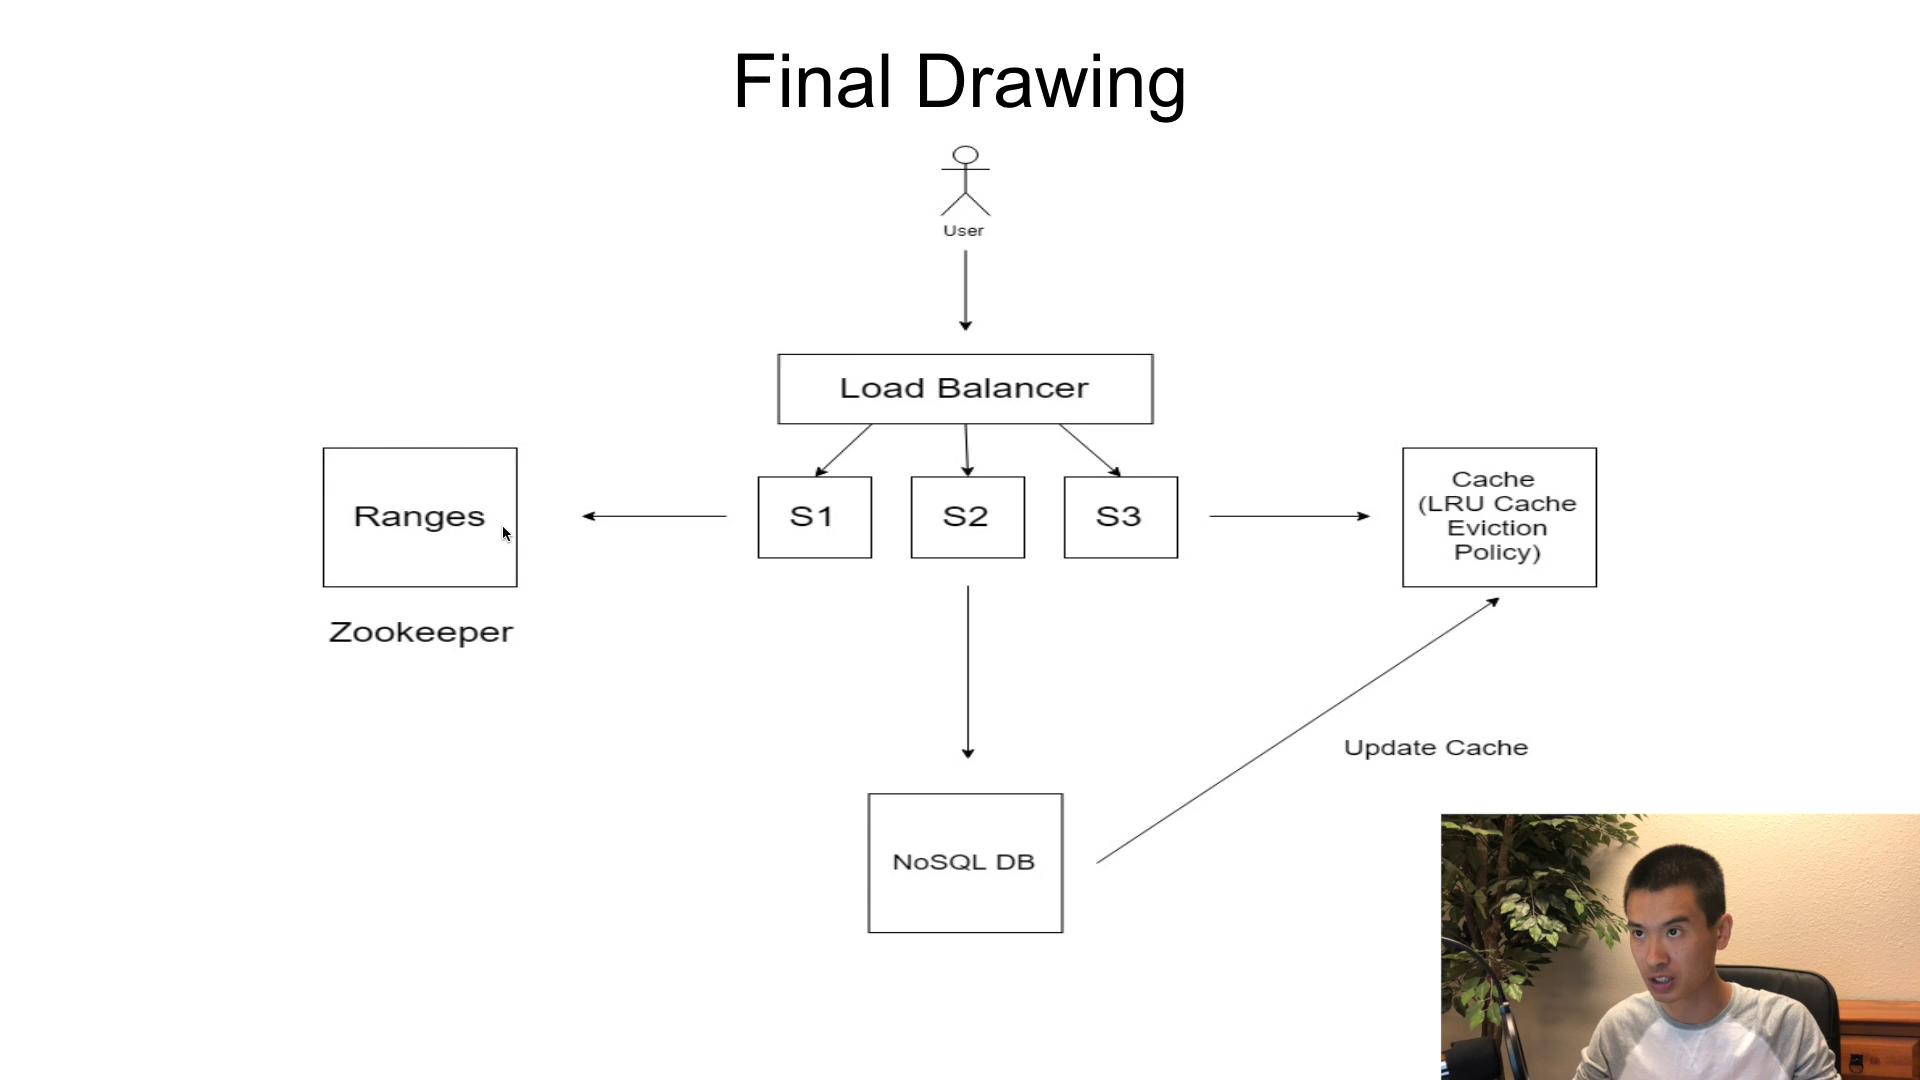 Final Drawing
User
Load Balancer
Ranges
S1
S2
S3
Cache
(LRU Cache
Eviction
Policy)
Zookeeper
Update Cache
NoSQL DB